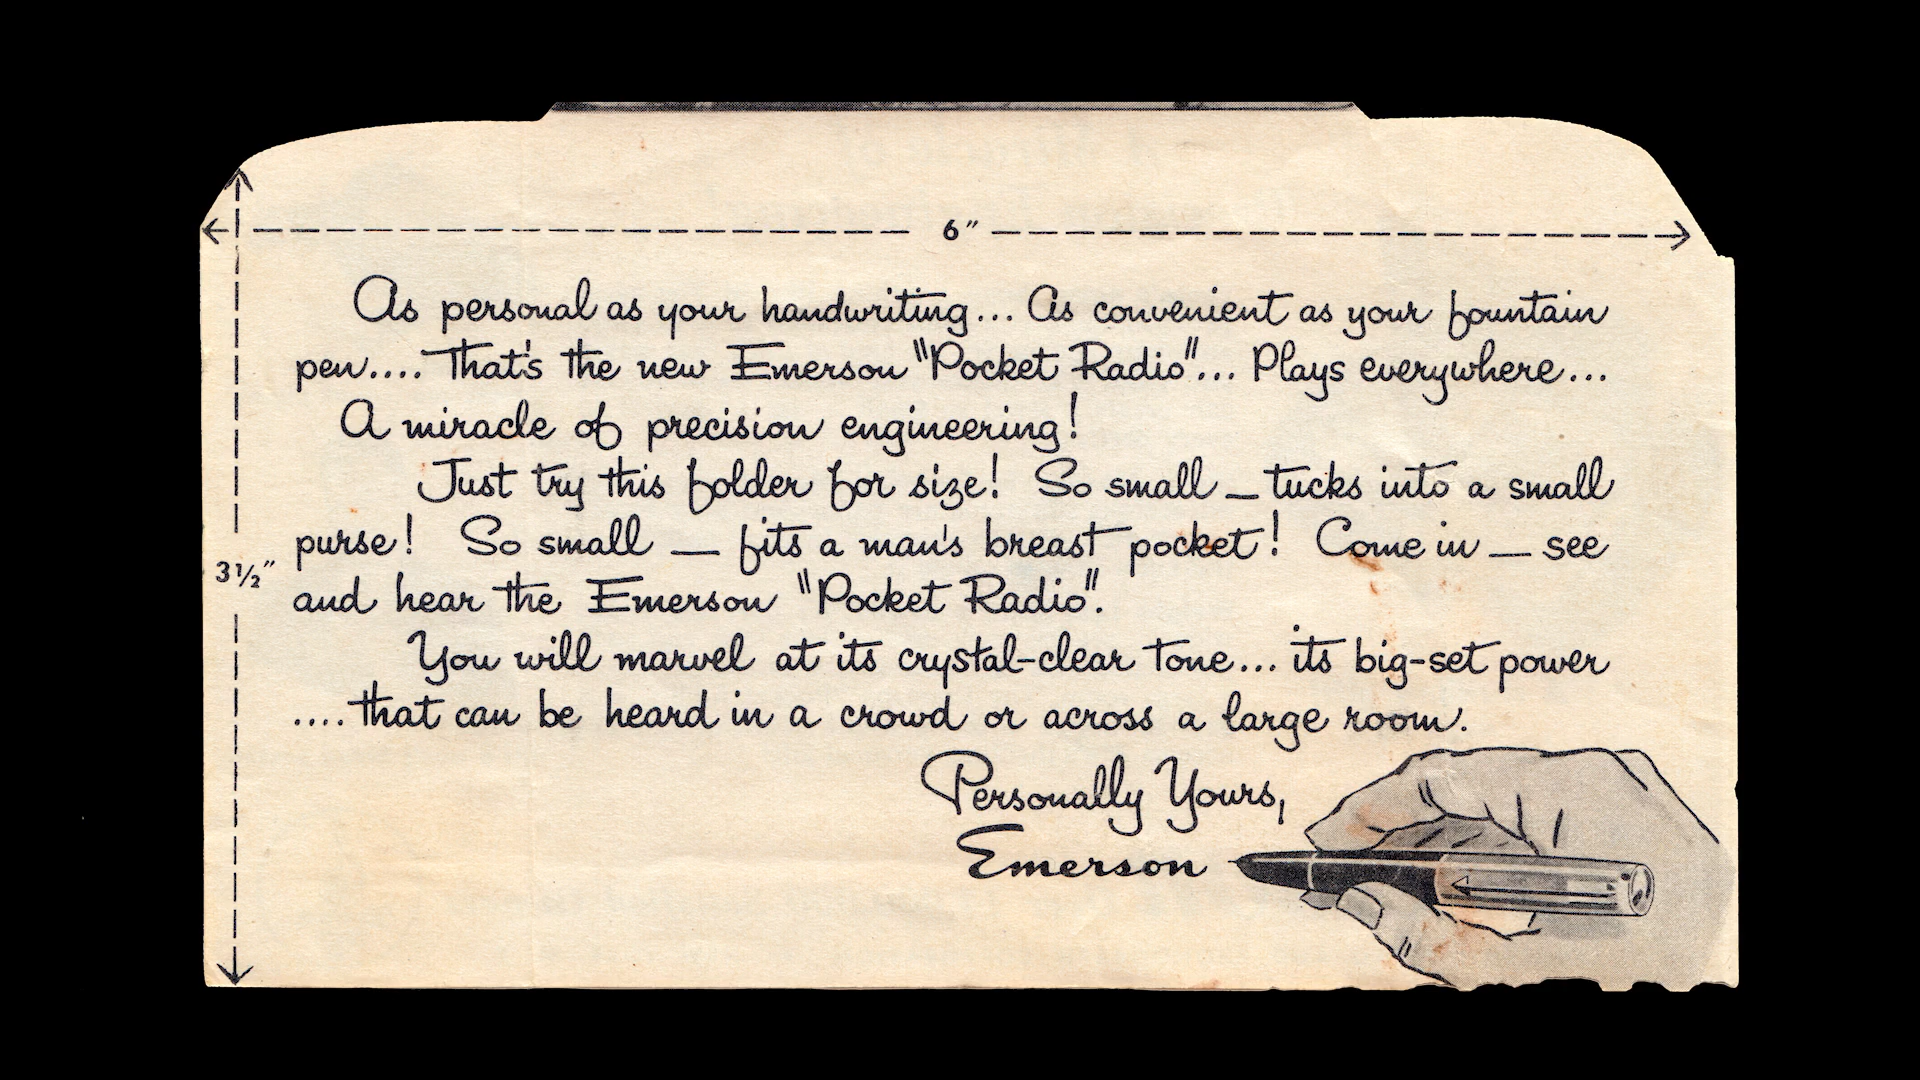 6"
As personal as your handwriting... As convenient as your fountain
pen.... That's the new Emerson "Pocket Radio"... Plays everywhere...
A miracle of precision engineering!
Just try this folder for size! So small — tucks into a small
purse! So small — fits a man's breast pocket! Come in — see
3½"
and hear the Emerson "Pocket Radio".
You will marvel at its crystal-clear tone... its big-set power
....that can be heard in a crowd or across a large room.
Personally Yours,
Emerson